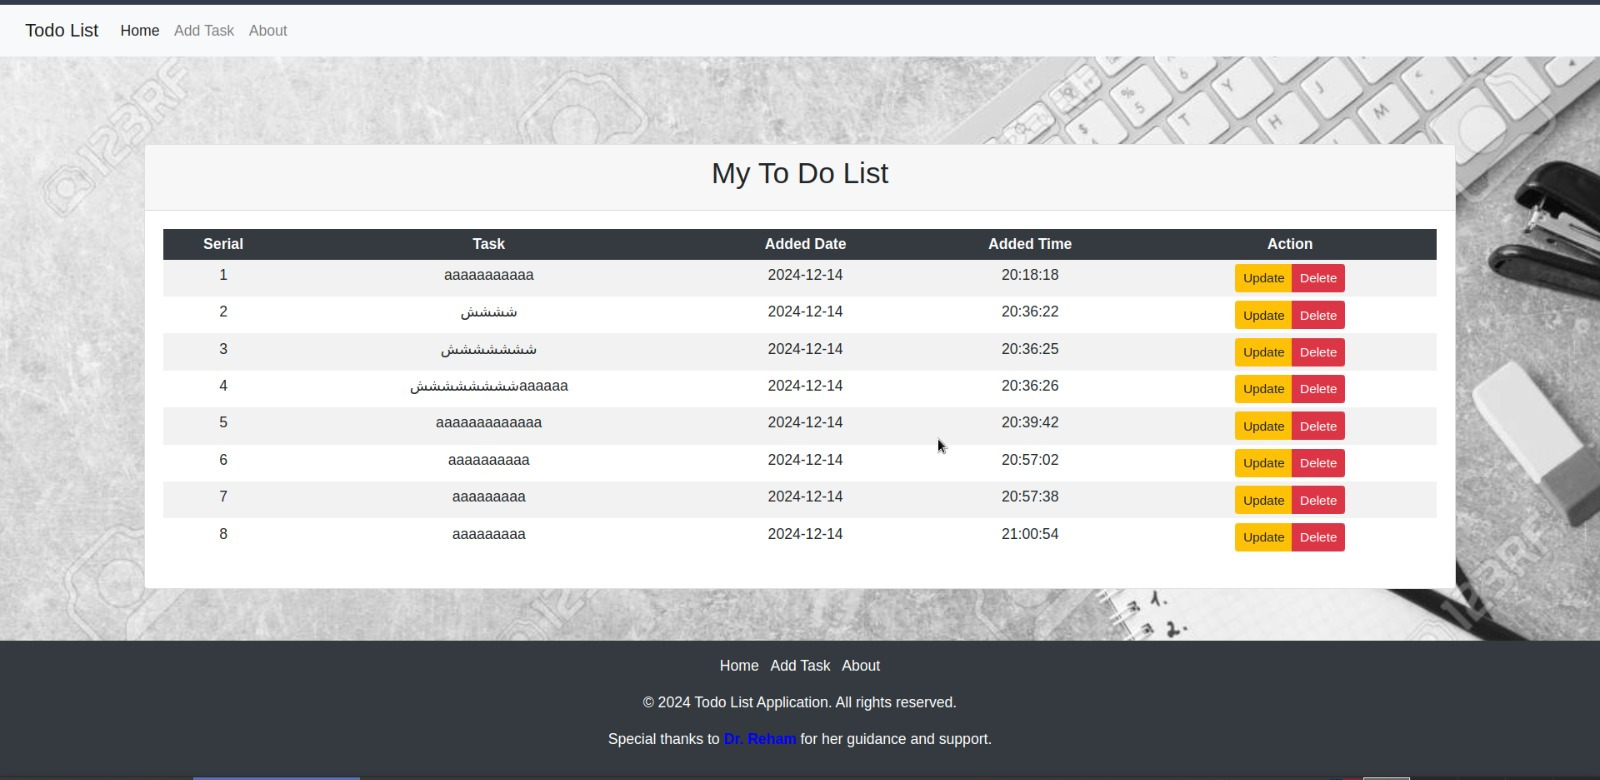 Todo List Home Add Task About
My To Do List
Serial Task Added Date Added Time Action
1 aaaaaaaaaaa 2024-12-14 20:18:18 Update Delete
2 شششش 2024-12-14 20:36:22 Update Delete
3 ششششششش 2024-12-14 20:36:25 Update Delete
4 ششششششششaaaaaa 2024-12-14 20:36:26 Update Delete
5 aaaaaaaaaaaaa 2024-12-14 20:39:42 Update Delete
6 aaaaaaaaaa 2024-12-14 20:57:02 Update Delete
7 aaaaaaaaa 2024-12-14 20:57:38 Update Delete
8 aaaaaaaaa 2024-12-14 21:00:54 Update Delete
Home Add Task About
© 2024 Todo List Application. All rights reserved.
Special thanks to Dr. Reham for her guidance and support.